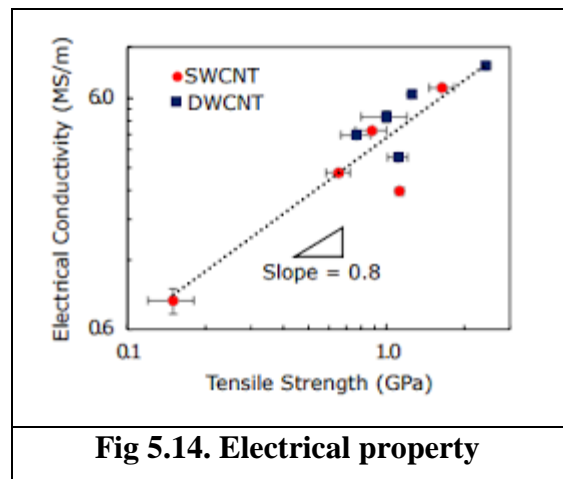 SWCNT
DWCNT
Electrical Conductivity (MS/m)
6.0
0.6
Slope = 0.8
0.1
1.0
Tensile Strength (GPa)
Fig 5.14. Electrical property